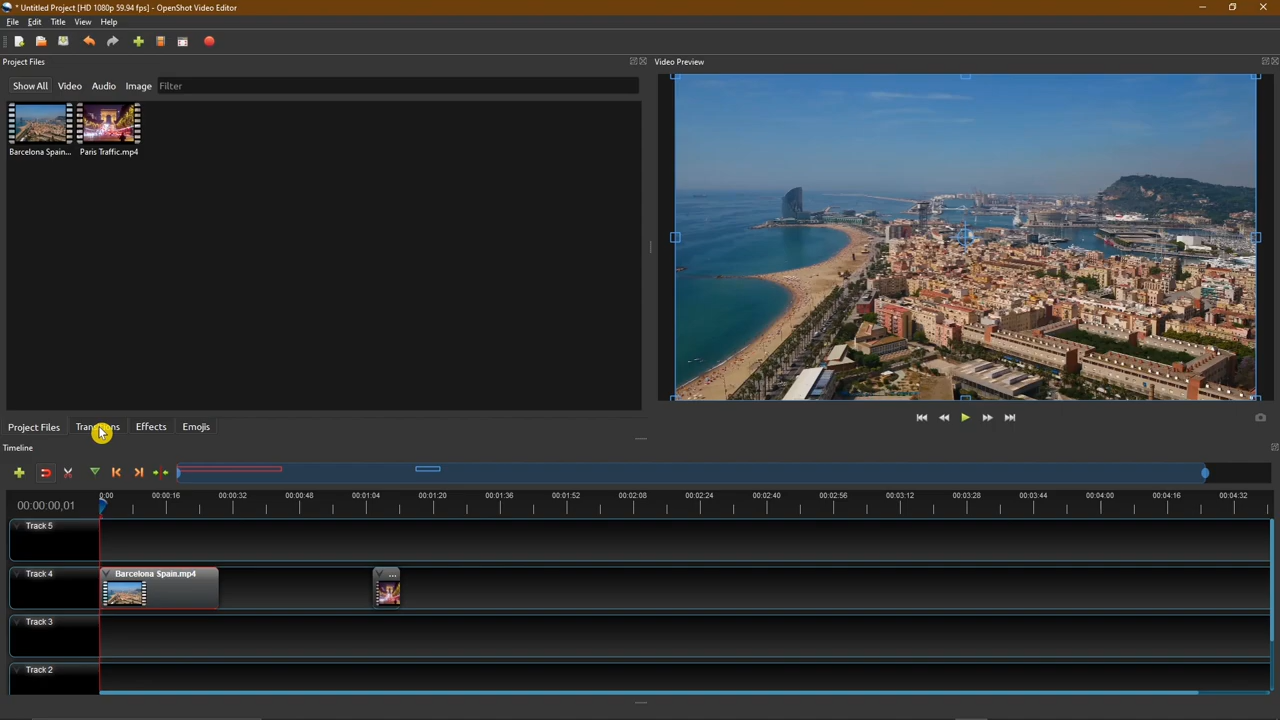 * Untitled Project [HD 1080p 59.94 fps] - OpenShot Video Editor
File Edit Title View Help
Project Files
Video Preview
Show All Video Audio Image Filter
Barcelona Spain... Paris Traffic.mp4
Project Files Transitions Effects Emojis
Timeline
00:00:00,01
0:00 00:00:16 00:00:32 00:00:48 00:01:04 00:01:20 00:01:36 00:01:52 00:02:08 00:02:24 00:02:40 00:02:56 00:03:12 00:03:28 00:03:44 00:04:00 00:04:16 00:04:32
Track 5
Track 4 Barcelona Spain.mp4 ...
Track 3
Track 2